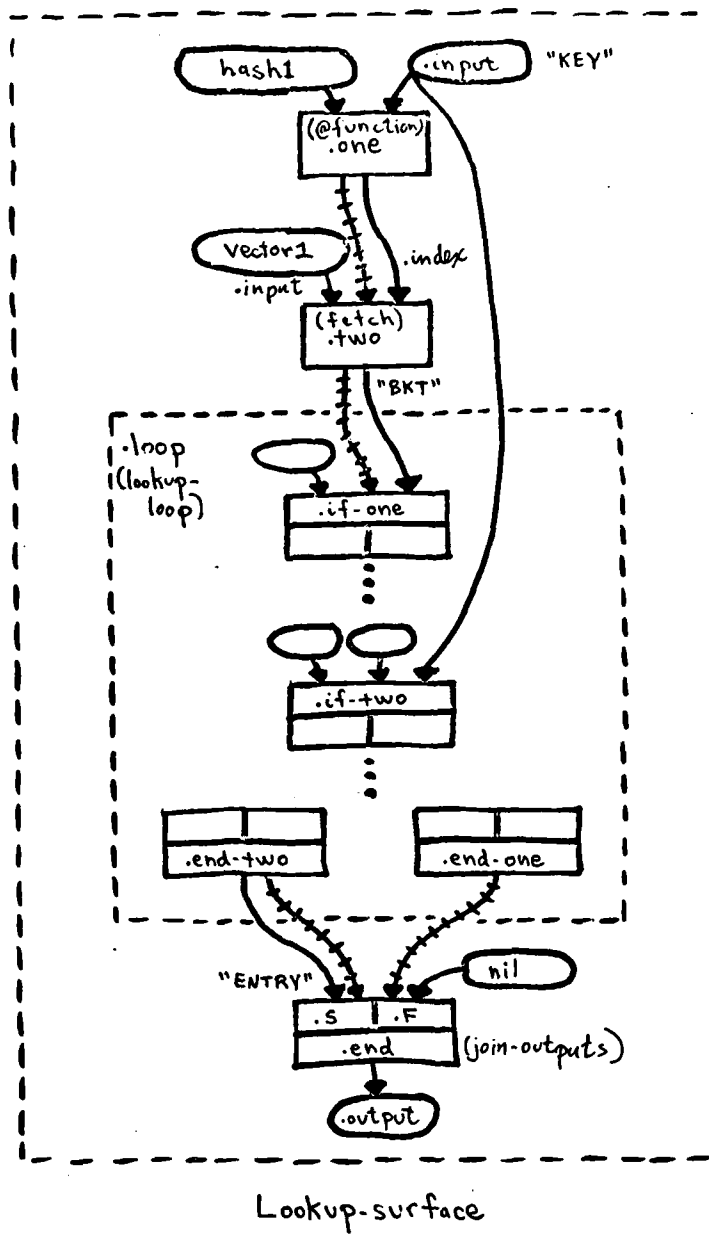 hash1
.input
"KEY"
(@function)
.one
vector1
.input
.index
(fetch)
.two
"BKT"
.loop
(lookup-
loop)
.if-one
.if-two
.end-two
.end-one
"ENTRY"
nil
.S
.F
.end
(join-outputs)
.output
Lookup-surface